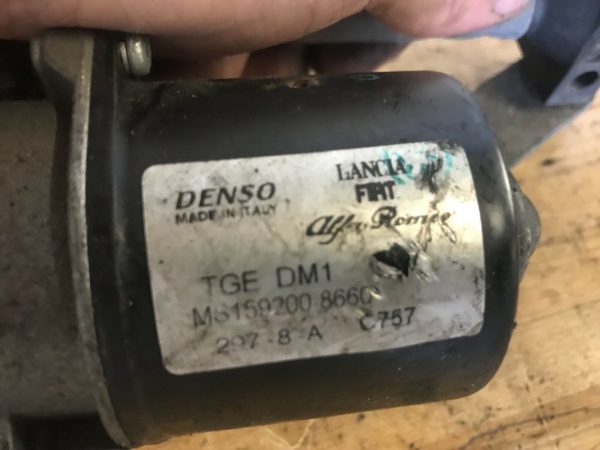 DENSO
MADE IN ITALY
LANCIA
FIAT
Alfa Romeo
TGE DM1
MS159200 8660
297-8-A C757